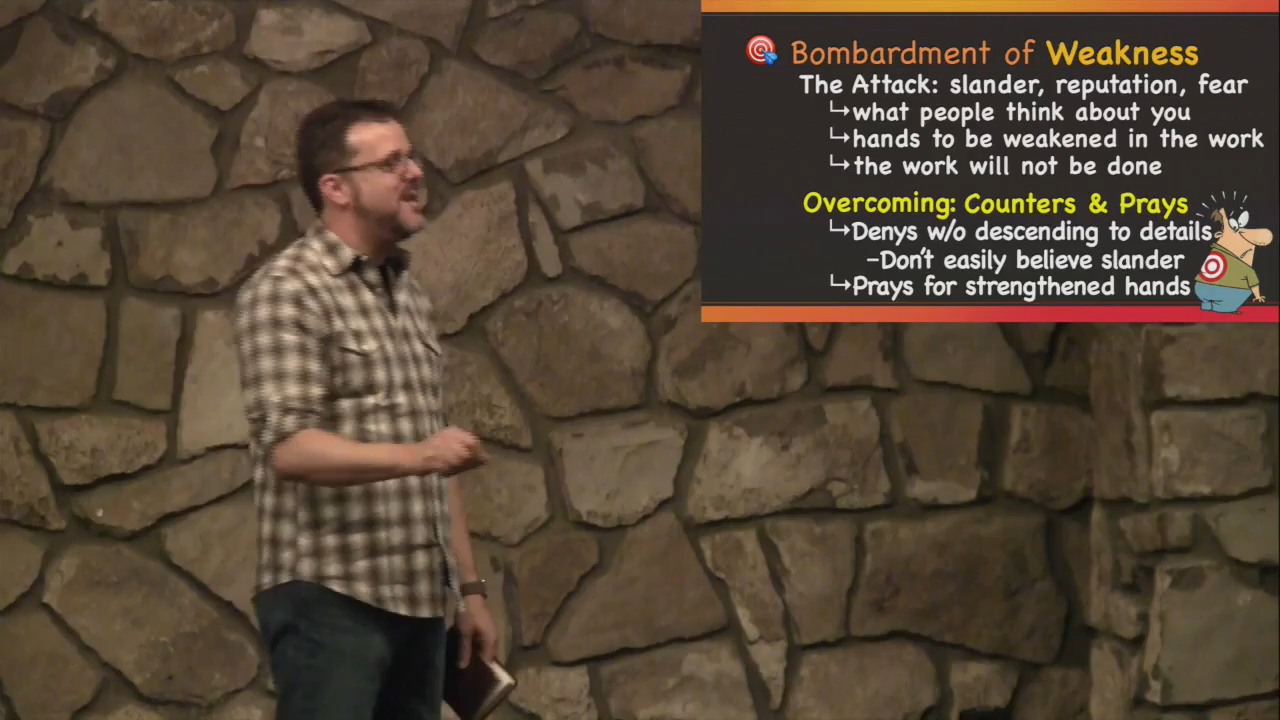 Bombardment of Weakness
The Attack: slander, reputation, fear
↳what people think about you
↳hands to be weakened in the work
↳the work will not be done
Overcoming: Counters & Prays
↳Denys w/o descending to details
-Don't easily believe slander
↳Prays for strengthened hands